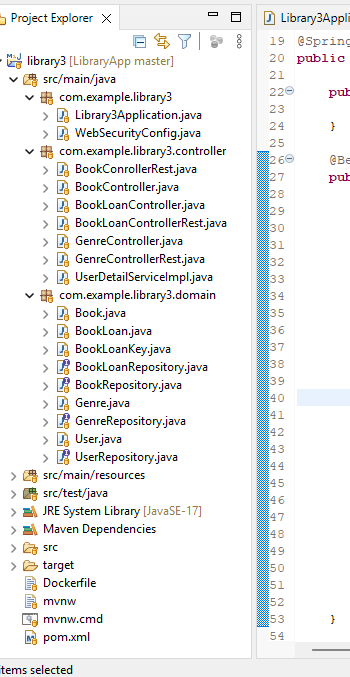 Project Explorer
library3 [LibraryApp master]
src/main/java
com.example.library3
Library3Application.java
WebSecurityConfig.java
com.example.library3.controller
BookConrollerRest.java
BookController.java
BookLoanController.java
BookLoanControllerRest.java
GenreController.java
GenreControllerRest.java
UserDetailServiceImpl.java
com.example.library3.domain
Book.java
BookLoan.java
BookLoanKey.java
BookLoanRepository.java
BookRepository.java
Genre.java
GenreRepository.java
User.java
UserRepository.java
src/main/resources
src/test/java
JRE System Library [JavaSE-17]
Maven Dependencies
src
target
Dockerfile
mvnw
mvnw.cmd
pom.xml
items selected
Library3Appl
19 @Spring
20 public
22 pub
23
24 }
25
26 @Be
27 pub
28
29
30
31
32
33
34
35
36
37
38
39
40
41
42
43
44
45
46
47
48
49
50
51
52
53 }
54